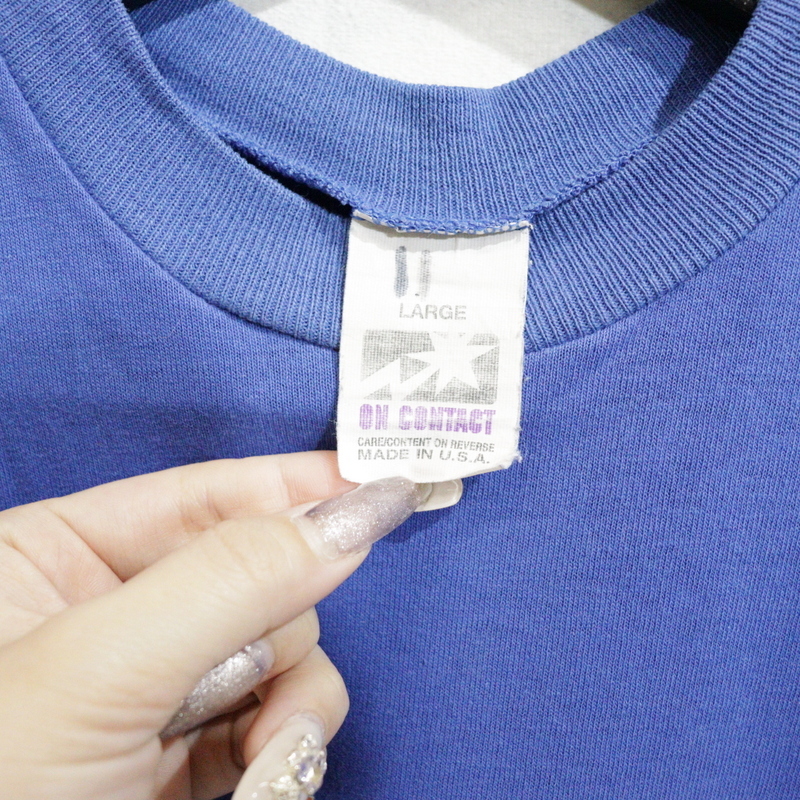 LARGE
ON CONTACT
CARE/CONTENT ON REVERSE
MADE IN U.S.A.